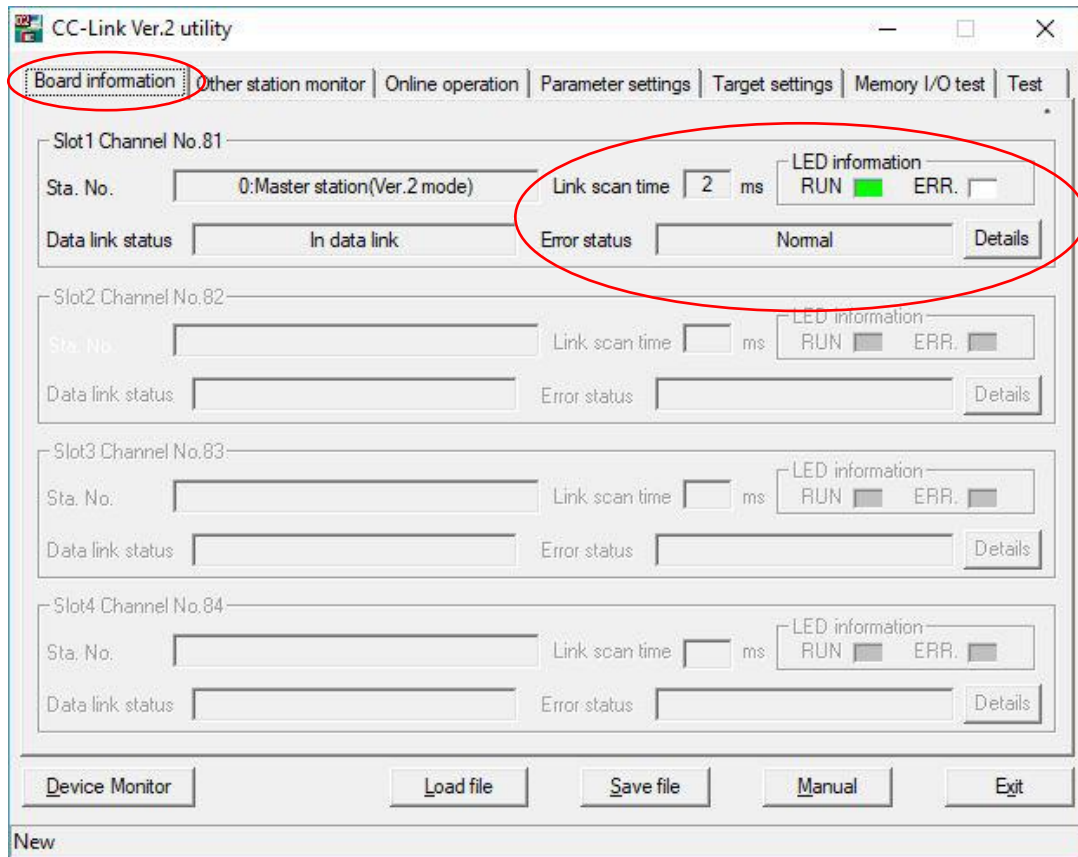 CC-Link Ver.2 utility
Board information Other station monitor Online operation Parameter settings Target settings Memory I/O test Test
Slot1 Channel No.81
LED information
Sta. No. 0:Master station(Ver.2 mode) Link scan time 2 ms RUN ERR.
Data link status In data link Error status Normal Details
Slot2 Channel No.82
LED information
Sta. No. Link scan time ms RUN ERR.
Data link status Error status Details
Slot3 Channel No.83
LED information
Sta. No. Link scan time ms RUN ERR.
Data link status Error status Details
Slot4 Channel No.84
LED information
Sta. No. Link scan time ms RUN ERR.
Data link status Error status Details
Device Monitor Load file Save file Manual Exit
New